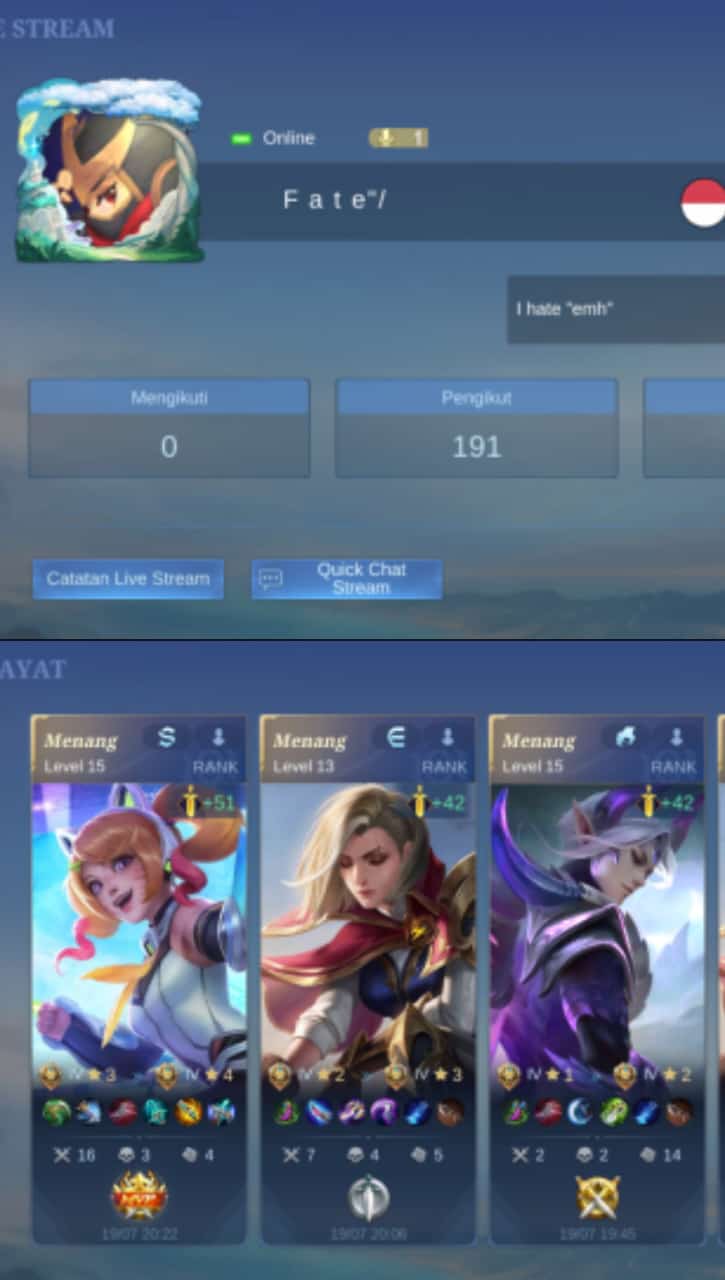 E STREAM
Online
1
F a t e"/
I hate "emh"
Mengikuti
0
Pengikut
191
Catatan Live Stream
Quick Chat
Stream
AYAT
Menang
Level 15
RANK
+51
IV ★3
IV ★4
16
3
4
MVP
19/07 20:22
Menang
Level 13
RANK
+42
IV ★2
IV ★3
7
4
5
19/07 20:06
Menang
Level 15
RANK
+42
IV ★1
IV ★2
2
2
14
19/07 19:45